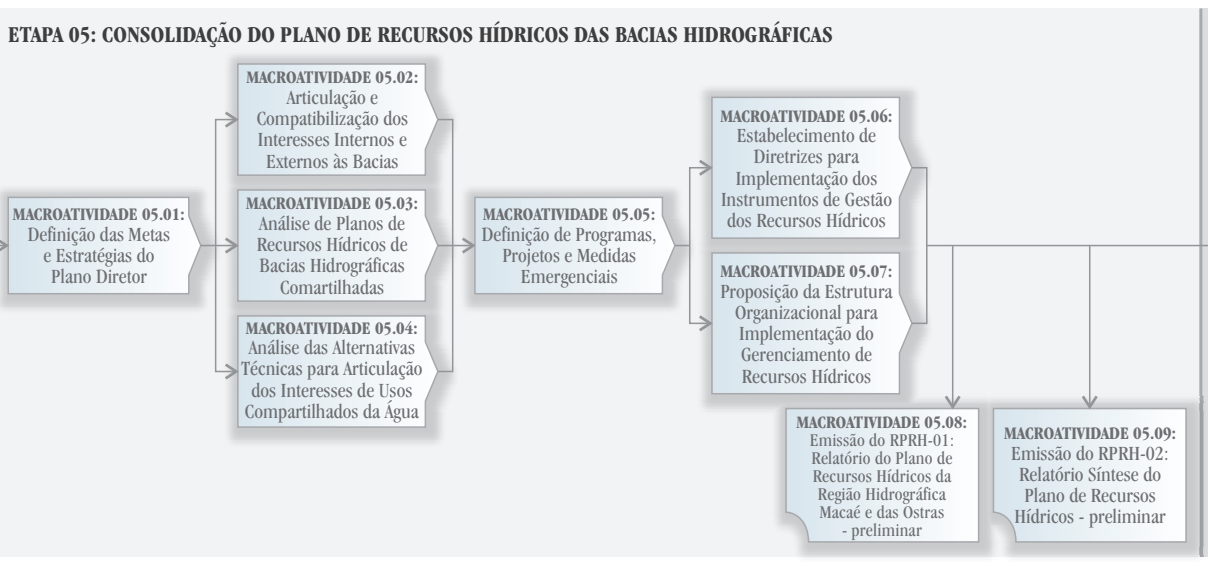 ETAPA 05: CONSOLIDAÇÃO DO PLANO DE RECURSOS HÍDRICOS DAS BACIAS HIDROGRÁFICAS
MACROATIVIDADE 05.01:
Definição das Metas
e Estratégias do
Plano Diretor
MACROATIVIDADE 05.02:
Articulação e
Compatibilização dos
Interesses Internos e
Externos às Bacias
MACROATIVIDADE 05.03:
Análise de Planos de
Recursos Hídricos de
Bacias Hidrográficas
Comartilhadas
MACROATIVIDADE 05.04:
Análise das Alternativas
Técnicas para Articulação
dos Interesses de Usos
Compartilhados da Água
MACROATIVIDADE 05.05:
Definição de Programas,
Projetos e Medidas
Emergenciais
MACROATIVIDADE 05.06:
Estabelecimento de
Diretrizes para
Implementação dos
Instrumentos de Gestão
dos Recursos Hídricos
MACROATIVIDADE 05.07:
Proposição da Estrutura
Organizacional para
Implementação do
Gerenciamento de
Recursos Hídricos
MACROATIVIDADE 05.08:
Emissão do RPRH-01:
Relatório do Plano de
Recursos Hídricos da
Região Hidrográfica
Macaé e das Ostras
- preliminar
MACROATIVIDADE 05.09:
Emissão do RPRH-02:
Relatório Síntese do
Plano de Recursos
Hídricos - preliminar